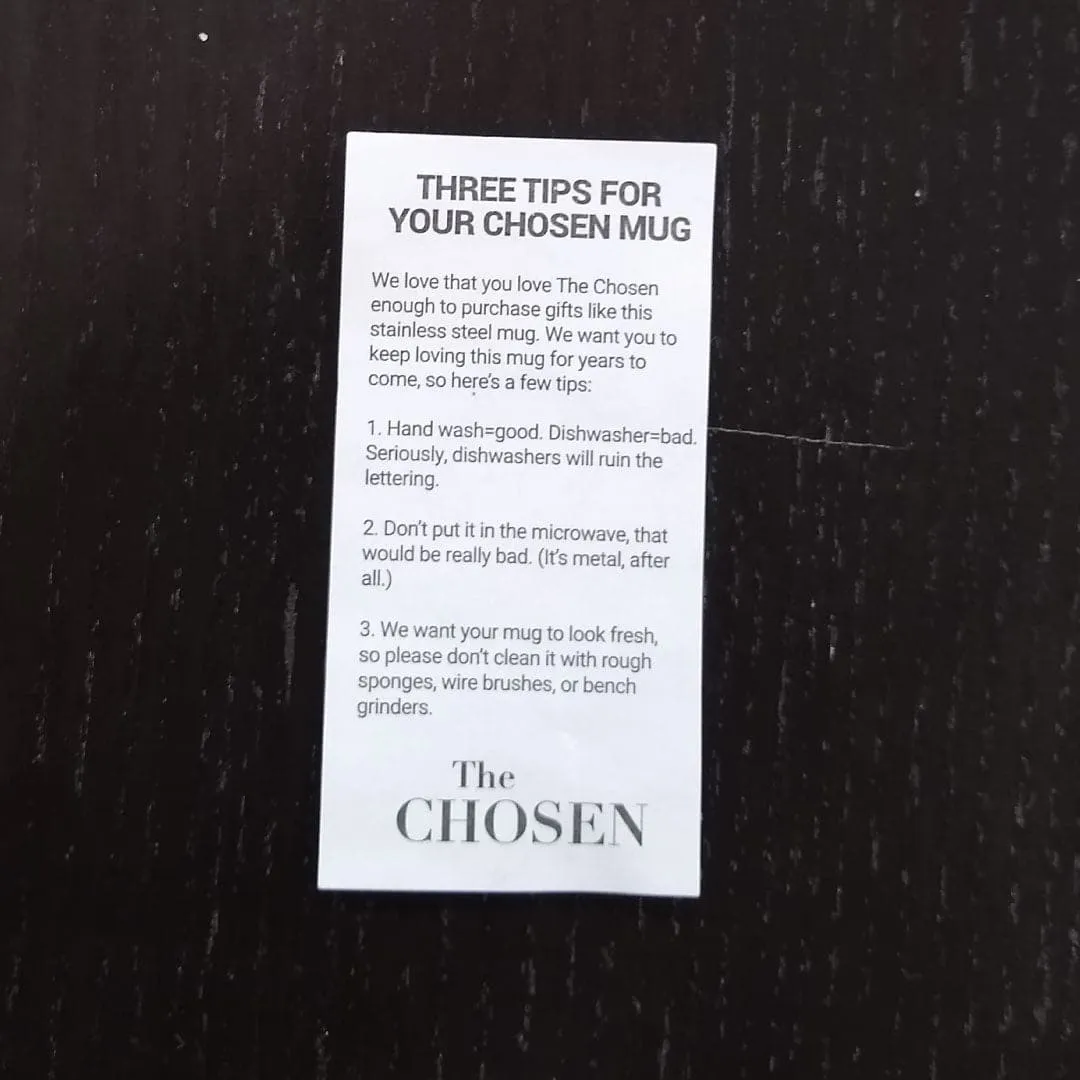 THREE TIPS FOR
YOUR CHOSEN MUG
We love that you love The Chosen
enough to purchase gifts like this
stainless steel mug. We want you to
keep loving this mug for years to
come, so here's a few tips:
1. Hand wash=good. Dishwasher=bad.
Seriously, dishwashers will ruin the
lettering.
2. Don't put it in the microwave, that
would be really bad. (It's metal, after
all.)
3. We want your mug to look fresh,
so please don't clean it with rough
sponges, wire brushes, or bench
grinders.
The
CHOSEN